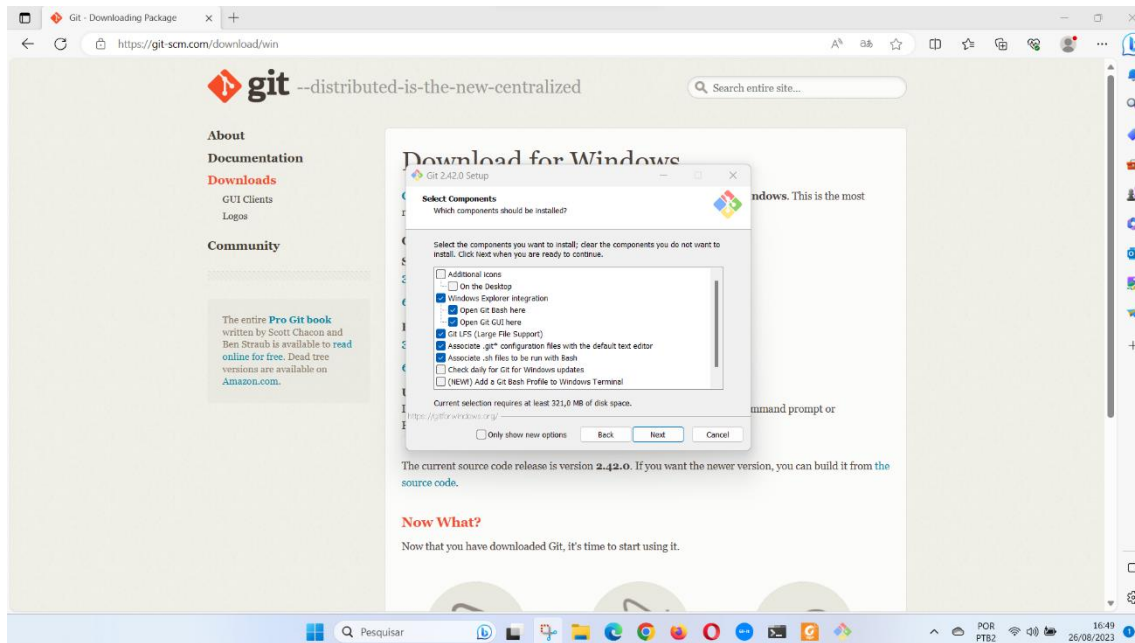 Git - Downloading Package
https://git-scm.com/download/win
git --distributed-is-the-new-centralized
Search entire site...
About
Documentation
Downloads
GUI Clients
Logos
Community
The entire Pro Git book
written by Scott Chacon and
Ben Straub is available to read
online for free. Dead tree
versions are available on
Amazon.com.
Download for Windows
ndows. This is the most
Git 2.42.0 Setup
Select Components
Which components should be installed?
Select the components you want to install; clear the components you do not want to
install. Click Next when you are ready to continue.
Additional icons
On the Desktop
Windows Explorer integration
Open Git Bash here
Open Git GUI here
Git LFS (Large File Support)
Associate .git* configuration files with the default text editor
Associate .sh files to be run with Bash
Check daily for Git for Windows updates
(NEW!) Add a Git Bash Profile to Windows Terminal
Current selection requires at least 321,0 MB of disk space.
https://gitforwindows.org/
Only show new options
Back
Next
Cancel
mmand prompt or
The current source code release is version 2.42.0. If you want the newer version, you can build it from the
source code.
Now What?
Now that you have downloaded Git, it's time to start using it.
Pesquisar
POR
PTB2
16:49
26/08/2023